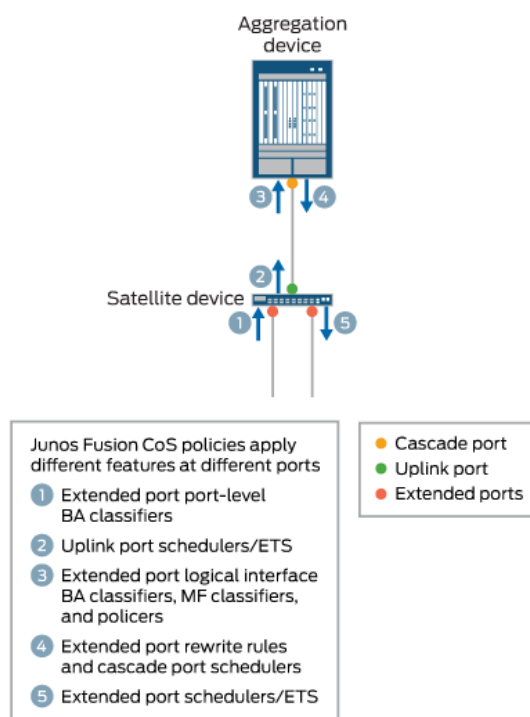 Aggregation
device
3
4
2
Satellite device
1
5
Junos Fusion CoS policies apply
different features at different ports
1 Extended port port-level
BA classifiers
2 Uplink port schedulers/ETS
3 Extended port logical interface
BA classifiers, MF classifiers,
and policers
4 Extended port rewrite rules
and cascade port schedulers
5 Extended port schedulers/ETS
Cascade port
Uplink port
Extended ports